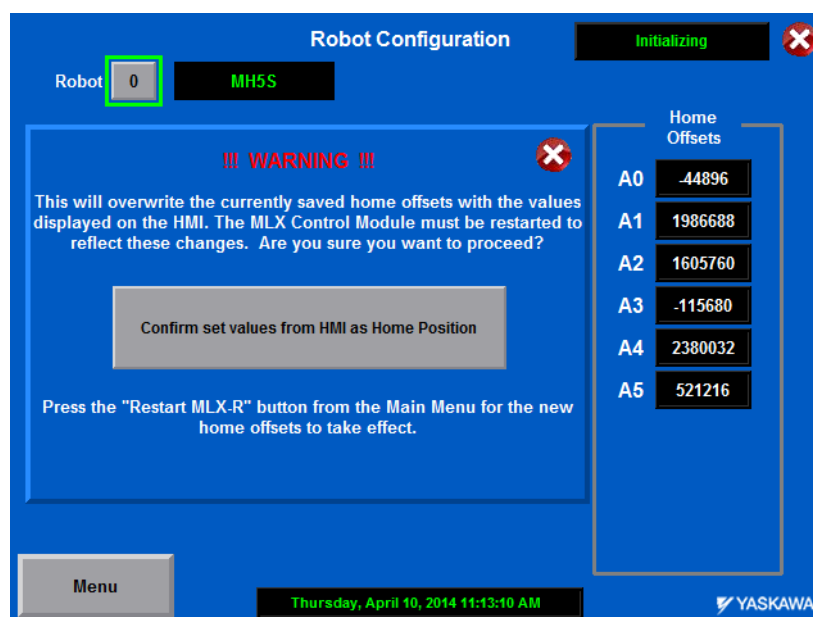 Robot Configuration
Initializing
Robot 0 MH5S
Home
Offsets
!!! WARNING !!!
This will overwrite the currently saved home offsets with the values
displayed on the HMI. The MLX Control Module must be restarted to
reflect these changes. Are you sure you want to proceed?
Confirm set values from HMI as Home Position
Press the "Restart MLX-R" button from the Main Menu for the new
home offsets to take effect.
A0 -44896
A1 1986688
A2 1605760
A3 -115680
A4 2380032
A5 521216
Menu
Thursday, April 10, 2014 11:13:10 AM
YASKAWA